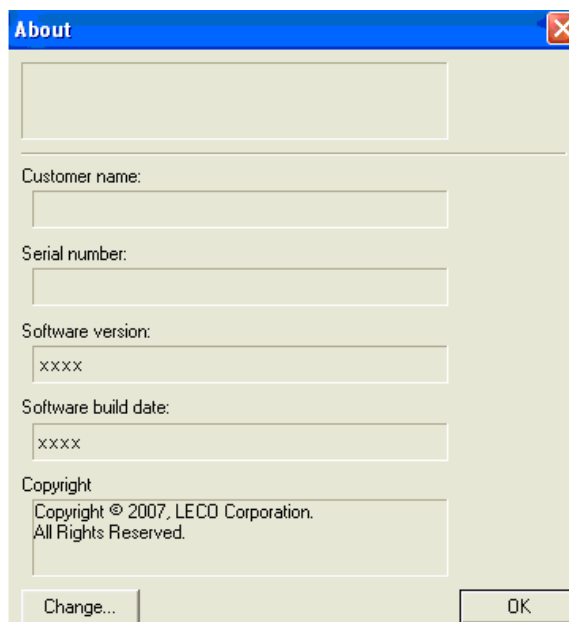 About
Customer name:
Serial number:
Software version:
xxxx
Software build date:
xxxx
Copyright
Copyright © 2007, LECO Corporation.
All Rights Reserved.
Change... OK